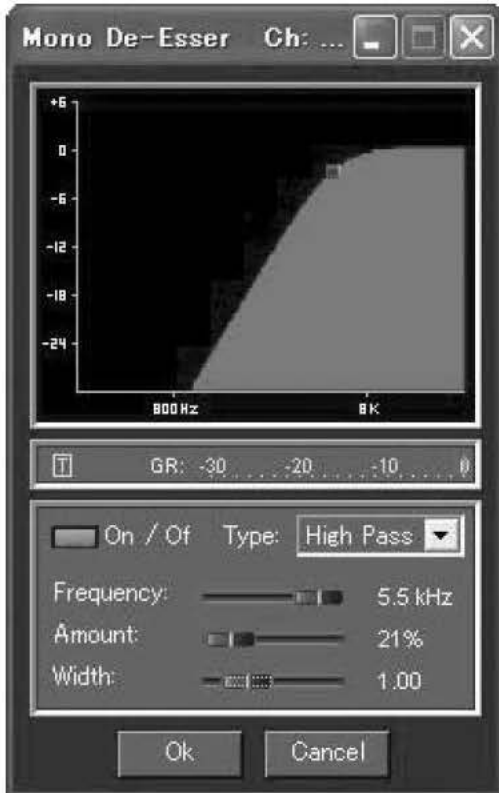 Mono De-Esser Ch: ...
+6
0
-6
-12
-18
-24
800Hz 8K
T GR: -30 -20 -10 0
On / Of Type: High Pass
Frequency: 5.5 kHz
Amount: 21%
Width: 1.00
Ok Cancel